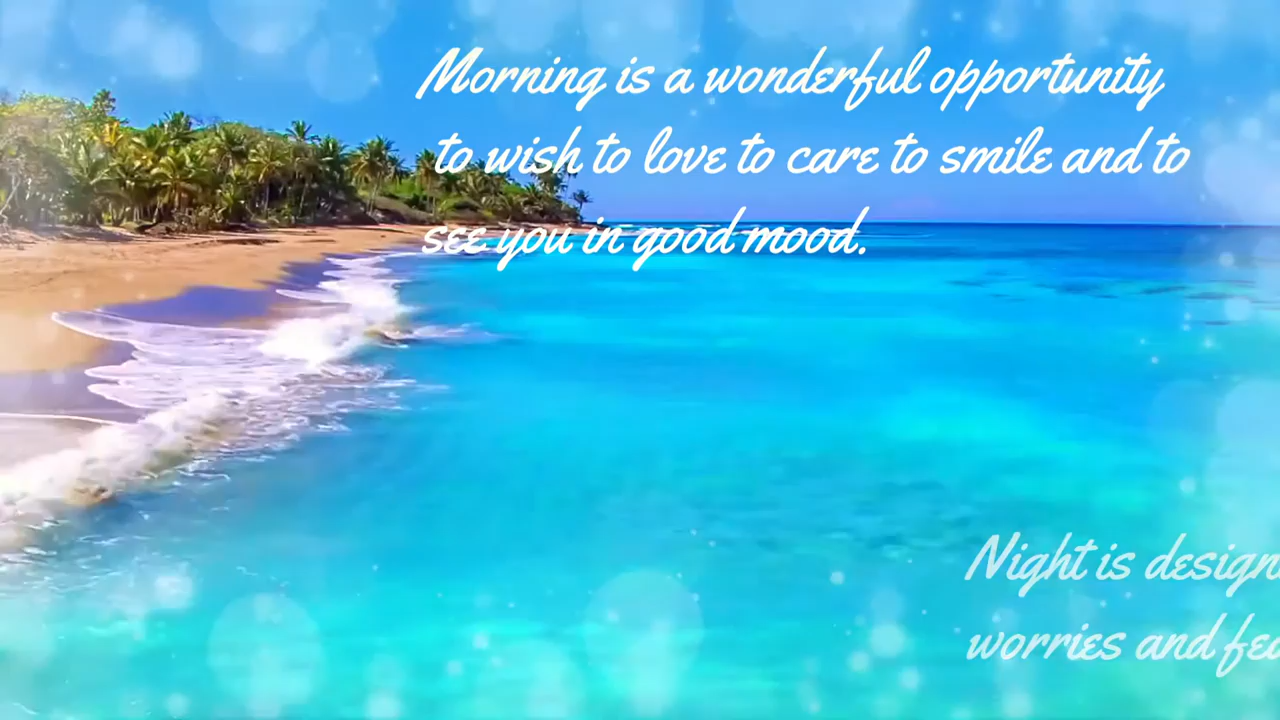 Morning is a wonderful opportunity
to wish to love to care to smile and to
see you in good mood.
Night is design
worries and